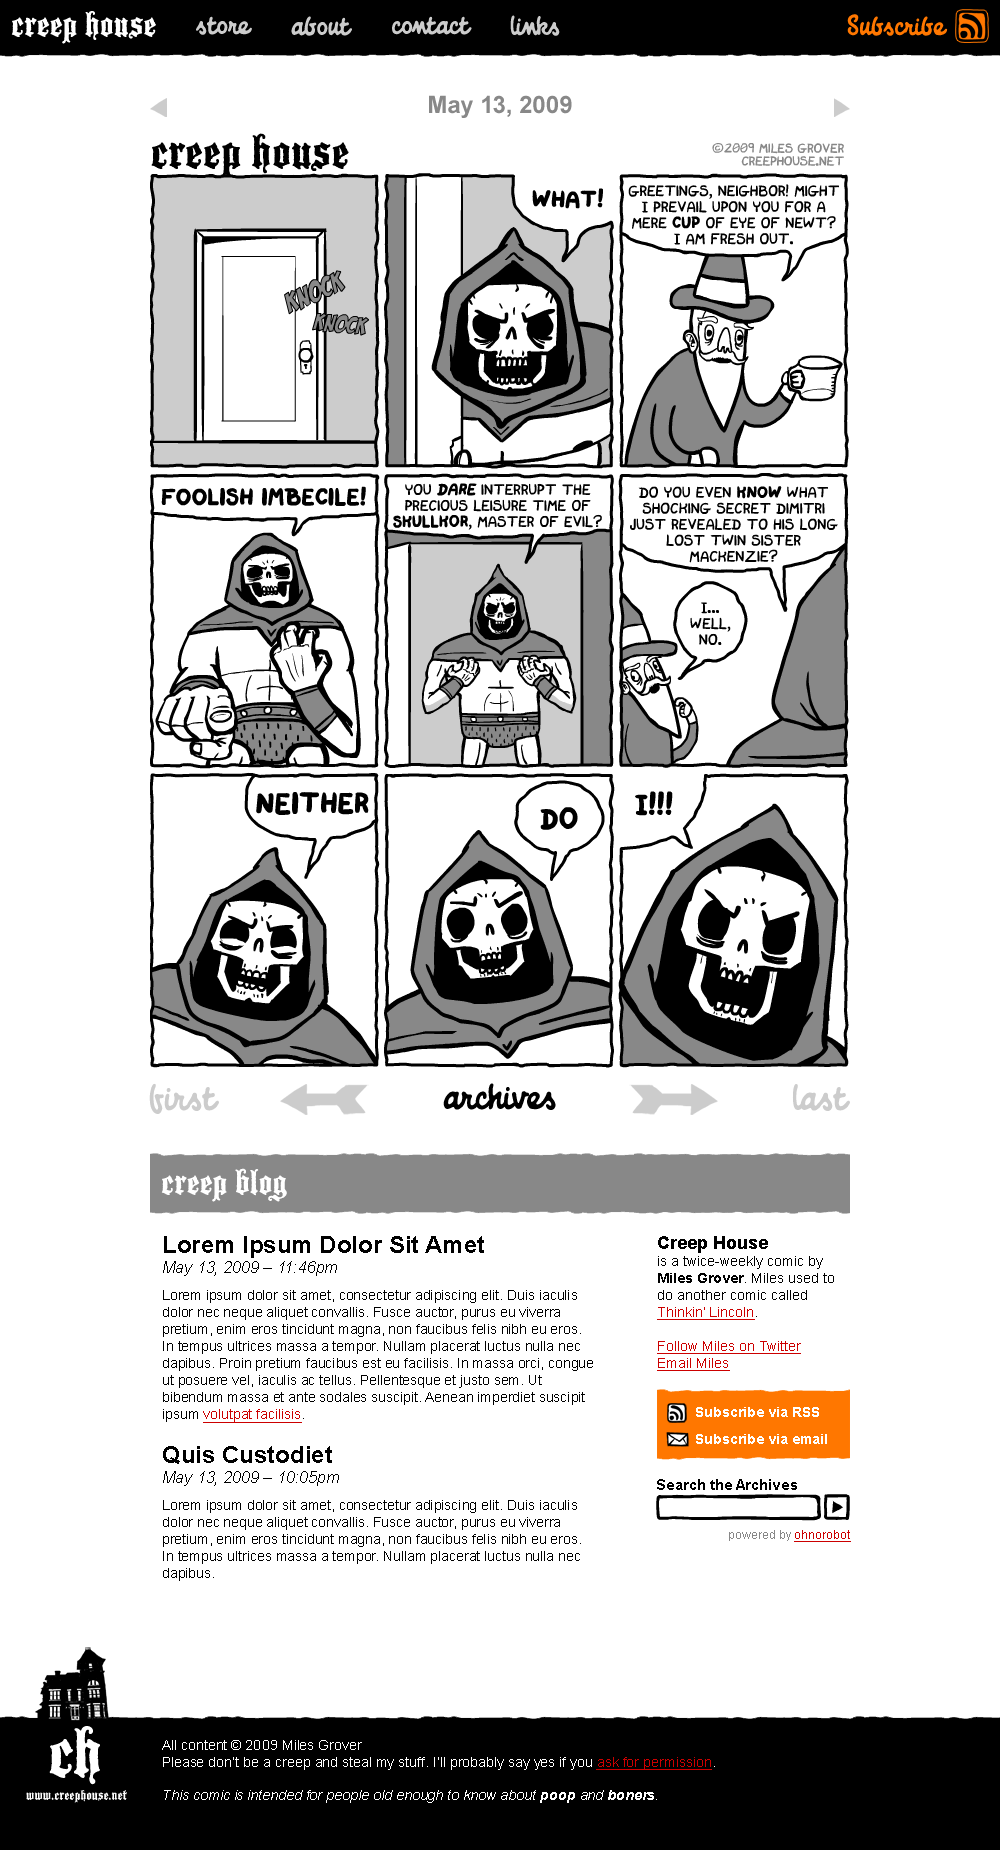 creep house
store
about
contact
links
Subscribe
May 13, 2009
creep house
©2009 MILES GROVER
CREEPHOUSE.NET
KNOCK
KNOCK
WHAT!
GREETINGS, NEIGHBOR! MIGHT
I PREVAIL UPON YOU FOR A
MERE CUP OF EYE OF NEWT?
I AM FRESH OUT.
FOOLISH IMBECILE!
YOU DARE INTERRUPT THE
PRECIOUS LEISURE TIME OF
SKULLKOR, MASTER OF EVIL?
DO YOU EVEN KNOW WHAT
SHOCKING SECRET DIMITRI
JUST REVEALED TO HIS LONG
LOST TWIN SISTER
MACKENZIE?
I...
WELL,
NO.
NEITHER
DO
I!!!
first
archives
last
creep blog
Lorem Ipsum Dolor Sit Amet
May 13, 2009 – 11:46pm
Lorem ipsum dolor sit amet, consectetur adipiscing elit. Duis iaculis
dolor nec neque aliquet convallis. Fusce auctor, purus eu viverra
pretium, enim eros tincidunt magna, non faucibus felis nibh eu eros.
In tempus ultrices massa a tempor. Nullam placerat luctus nulla nec
dapibus. Proin pretium faucibus est eu facilisis. In massa orci, congue
ut posuere vel, iaculis ac tellus. Pellentesque et justo sem. Ut
bibendum massa et ante sodales suscipit. Aenean imperdiet suscipit
ipsum volutpat facilisis.
Quis Custodiet
May 13, 2009 – 10:05pm
Lorem ipsum dolor sit amet, consectetur adipiscing elit. Duis iaculis
dolor nec neque aliquet convallis. Fusce auctor, purus eu viverra
pretium, enim eros tincidunt magna, non faucibus felis nibh eu eros.
In tempus ultrices massa a tempor. Nullam placerat luctus nulla nec
dapibus.
Creep House
is a twice-weekly comic by
Miles Grover. Miles used to
do another comic called
Thinkin' Lincoln.
Follow Miles on Twitter
Email Miles
Subscribe via RSS
Subscribe via email
Search the Archives
powered by ohnorobot
ch
www.creephouse.net
All content © 2009 Miles Grover
Please don't be a creep and steal my stuff. I'll probably say yes if you ask for permission.
This comic is intended for people old enough to know about poop and boners.